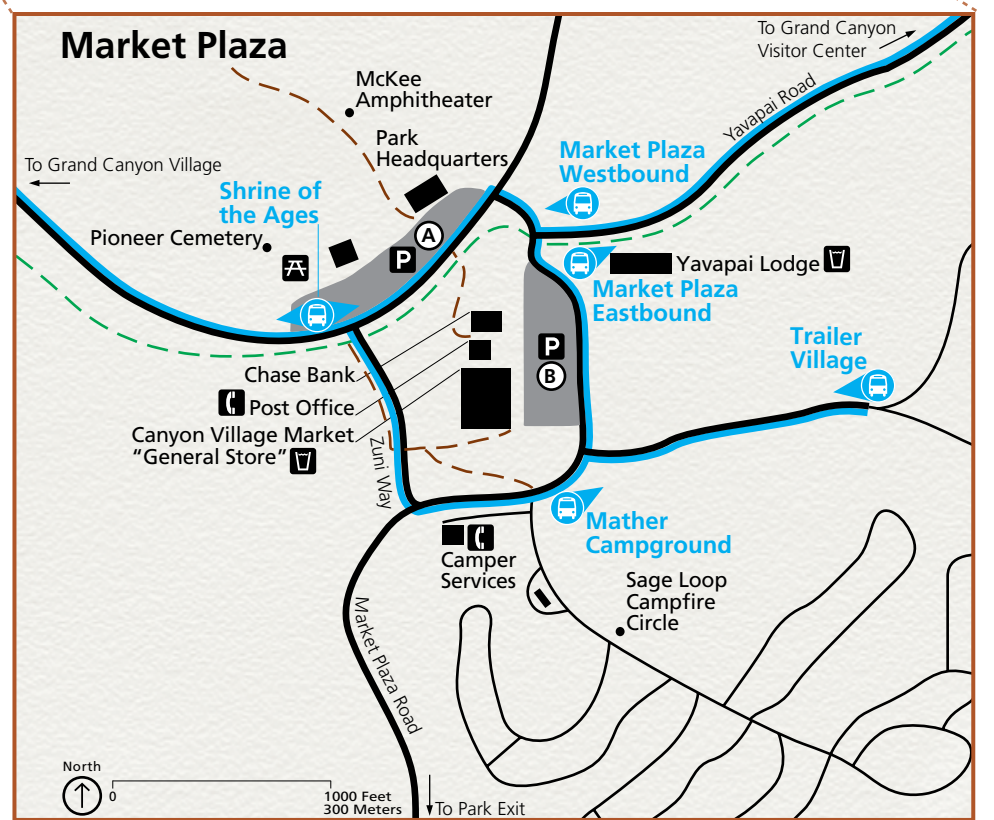 Market Plaza
To Grand Canyon
Visitor Center
McKee
Amphitheater
Yavapai Road
Park
Headquarters
Market Plaza
Westbound
To Grand Canyon Village
Shrine of
the Ages
Pioneer Cemetery
A
P
Yavapai Lodge
Market Plaza
Eastbound
Trailer
Village
P
B
Chase Bank
Post Office
Canyon Village Market
“General Store”
Zuni Way
Mather
Campground
Camper
Services
Sage Loop
Campfire
Circle
Market Plaza Road
North
0
1000 Feet
300 Meters
To Park Exit